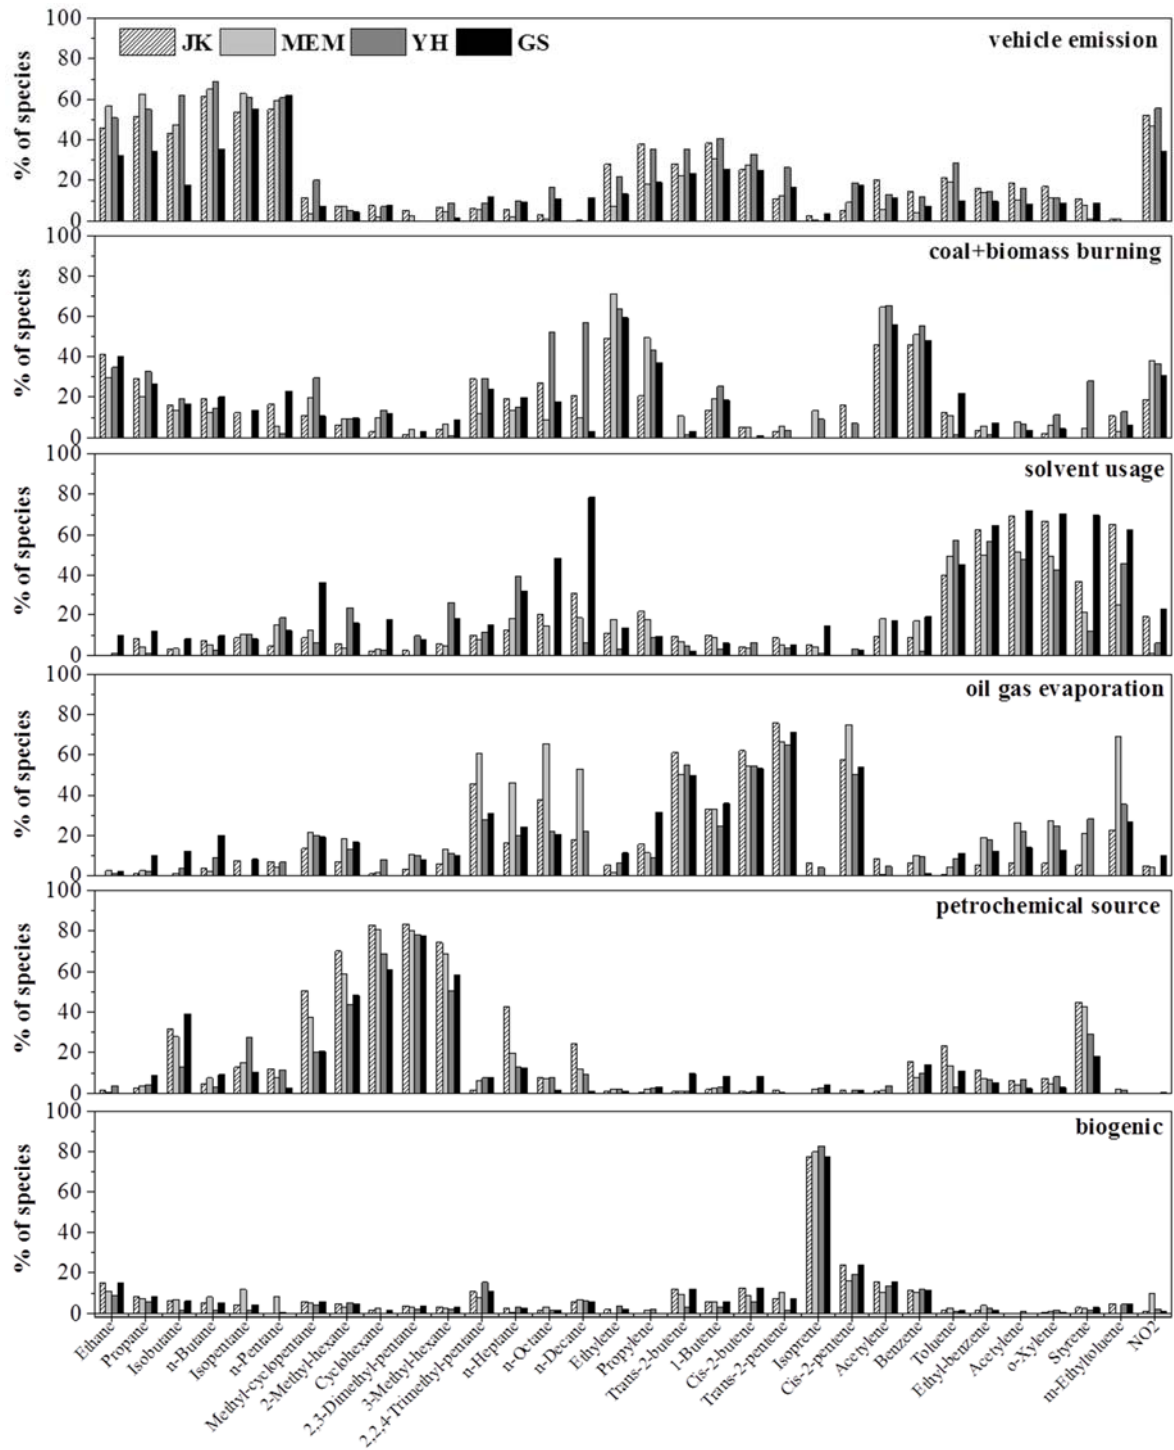 JK MEM YH GS
vehicle emission
% of species
100
80
60
40
20
0
coal+biomass burning
% of species
100
80
60
40
20
0
solvent usage
% of species
100
80
60
40
20
0
oil gas evaporation
% of species
100
80
60
40
20
0
petrochemical source
% of species
100
80
60
40
20
0
biogenic
% of species
100
80
60
40
20
0
Ethane
Propane
Isobutane
n-Butane
Isopentane
n-Pentane
Methyl-cyclopentane
2-Methyl-hexane
Cyclohexane
2,3-Dimethyl-pentane
3-Methyl-hexane
2,2,4-Trimethyl-pentane
n-Heptane
n-Octane
n-Decane
Ethylene
Propylene
Trans-2-butene
1-Butene
Cis-2-butene
Trans-2-pentene
Isoprene
Cis-2-pentene
Acetylene
Benzene
Toluene
Ethyl-benzene
Acetylene
o-Xylene
Styrene
m-Ethyltoluene
NO2